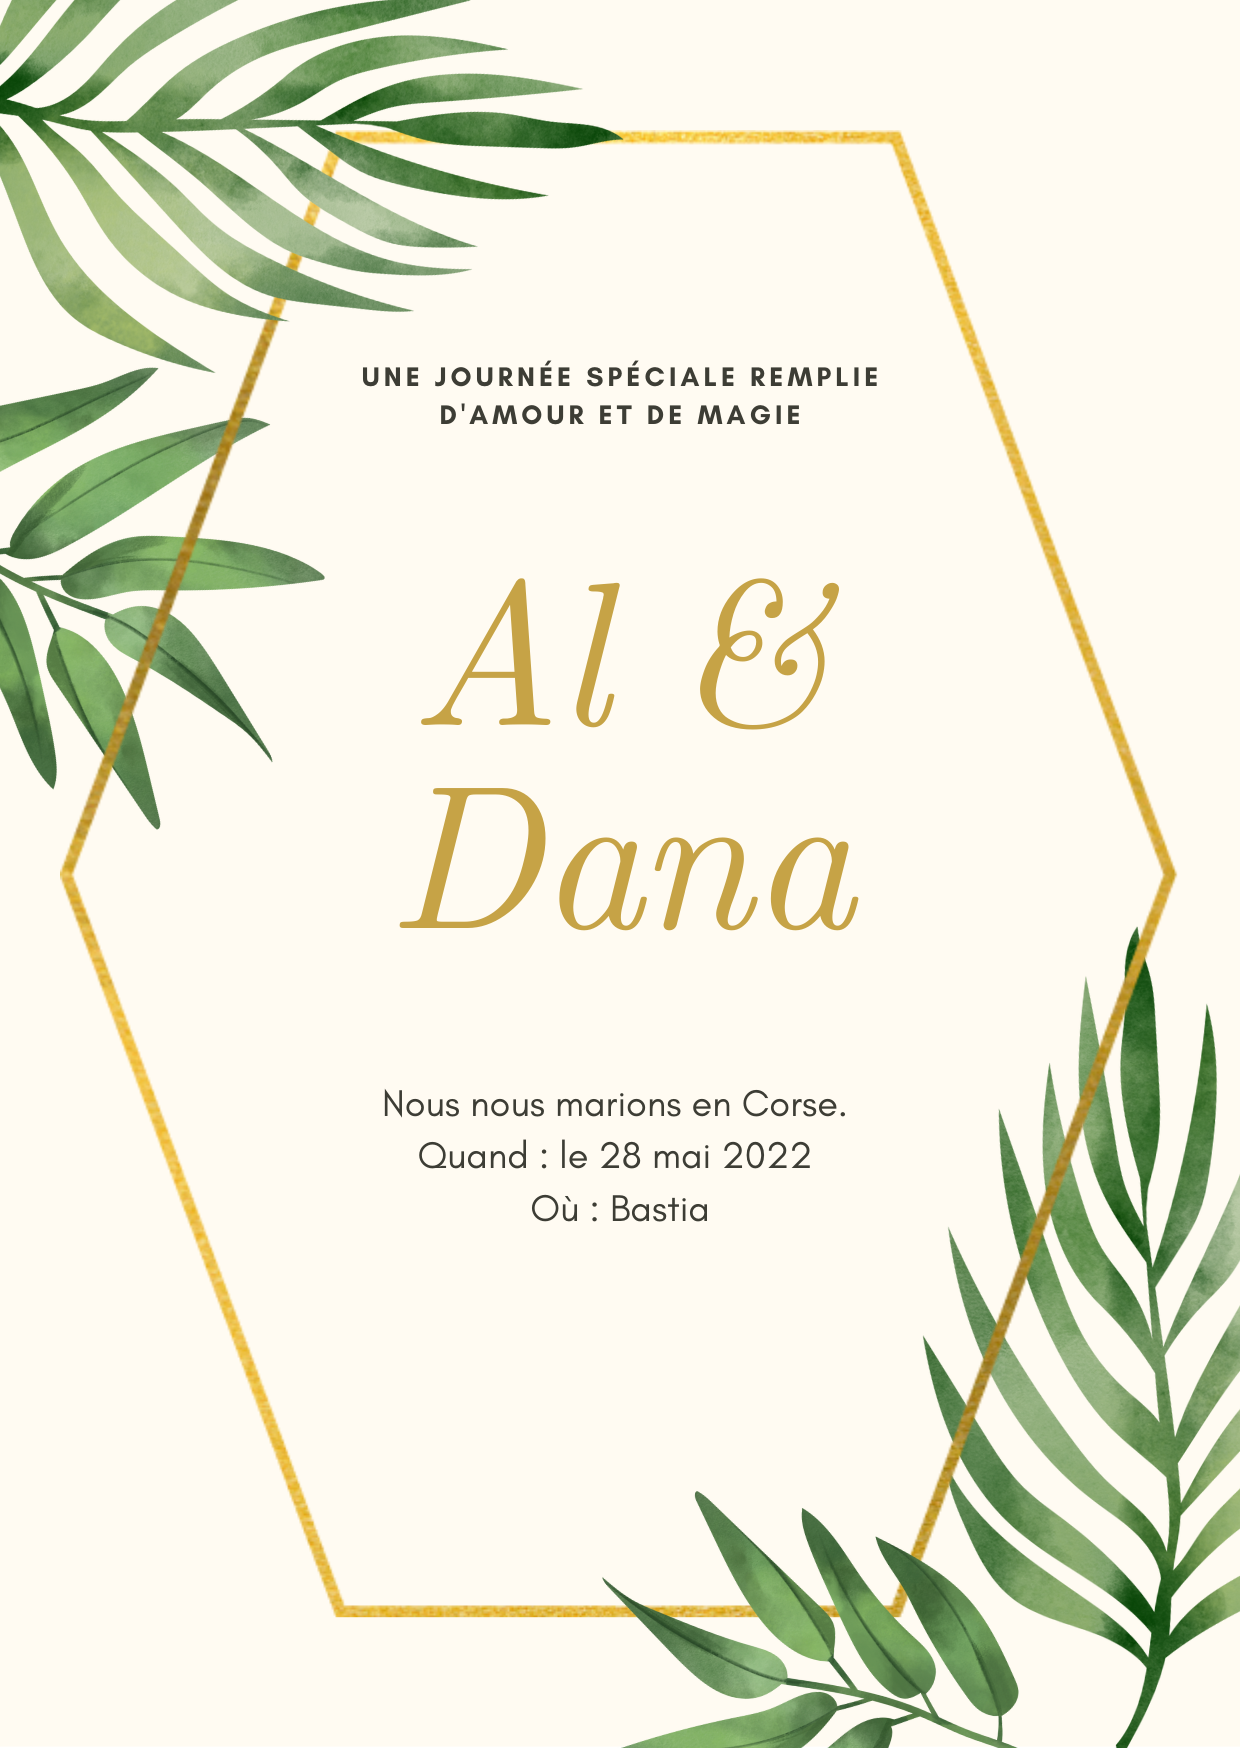 UNE JOURNÉE SPÉCIALE REMPLIE
D'AMOUR ET DE MAGIE
Al &
Dana
Nous nous marions en Corse.
Quand : le 28 mai 2022
Où : Bastia